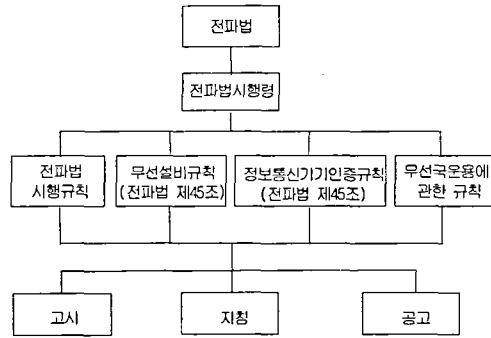 전파법
전파법시행령
전파법
시행규칙
무선설비규칙
(전파법 제45조)
정보통신기기인증규칙
(전파법 제45조)
무선국운용에
관한 규칙
고시
지침
공고